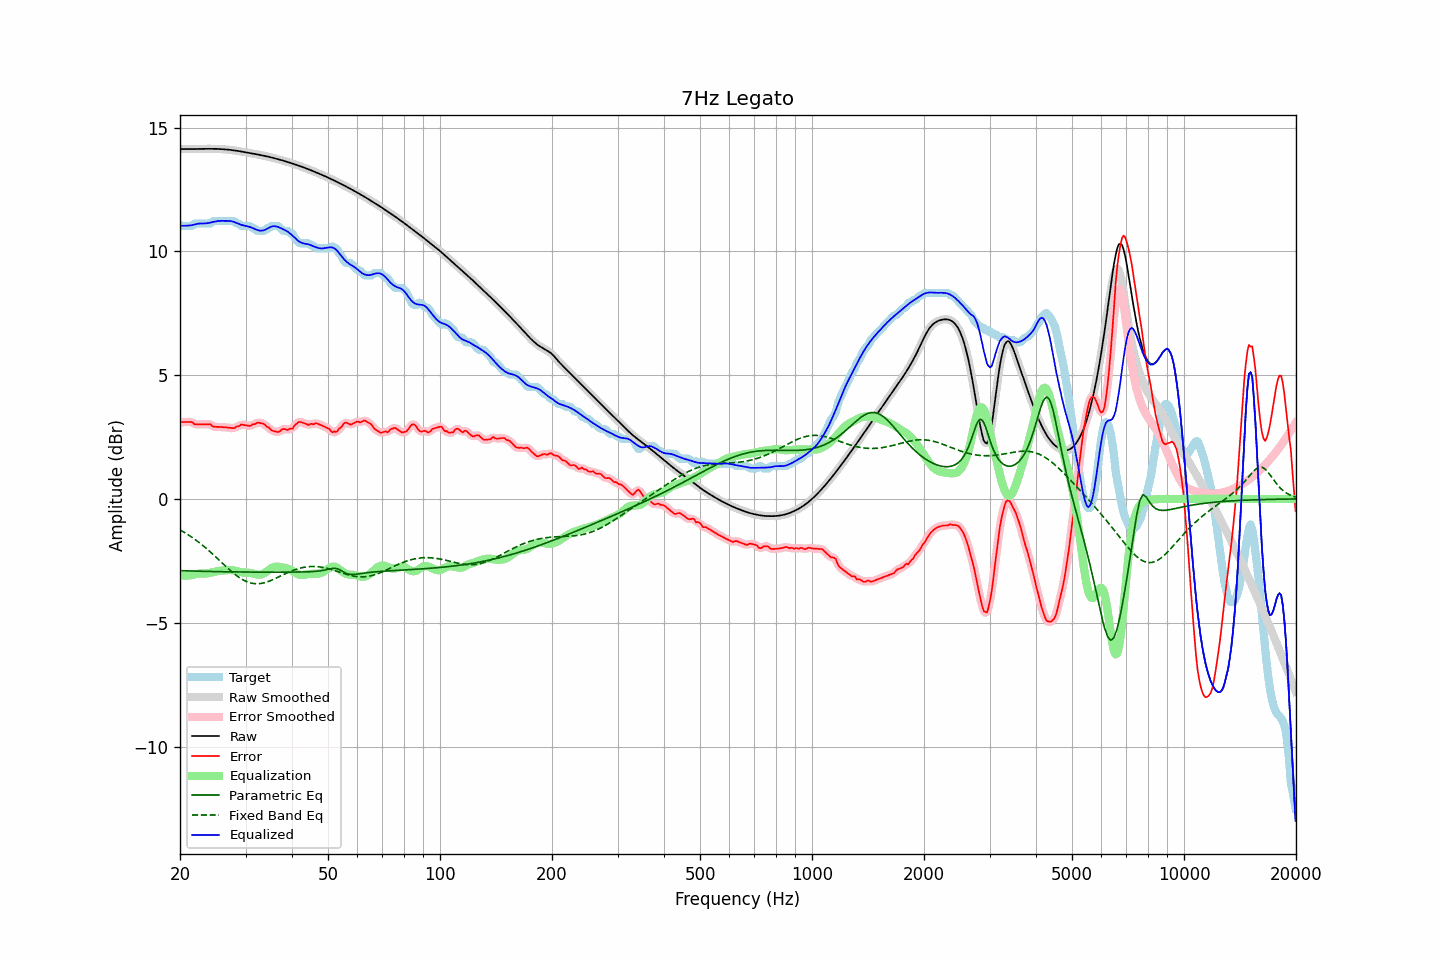 7Hz Legato
15
10
5
0
−5
−10
Amplitude (dBr)
Target
Raw Smoothed
Error Smoothed
Raw
Error
Equalization
Parametric Eq
Fixed Band Eq
Equalized
20 50 100 200 500 1000 2000 5000 10000 20000
Frequency (Hz)